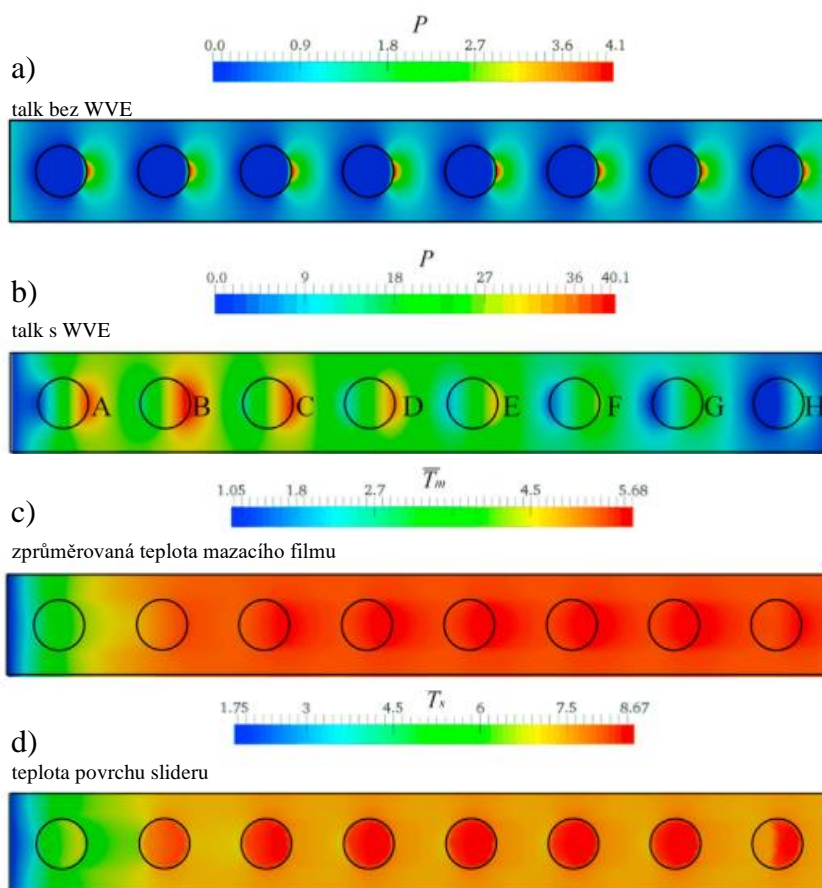 P
0.0 0.9 1.8 2.7 3.6 4.1
a)
talk bez WVE
P
0.0 9 18 27 36 40.1
b)
talk s WVE
A B C D E F G H
T̅m
1.05 1.8 2.7 4.5 5.68
c)
zprůměrovaná teplota mazacího filmu
Ts
1.75 3 4.5 6 7.5 8.67
d)
teplota povrchu slideru